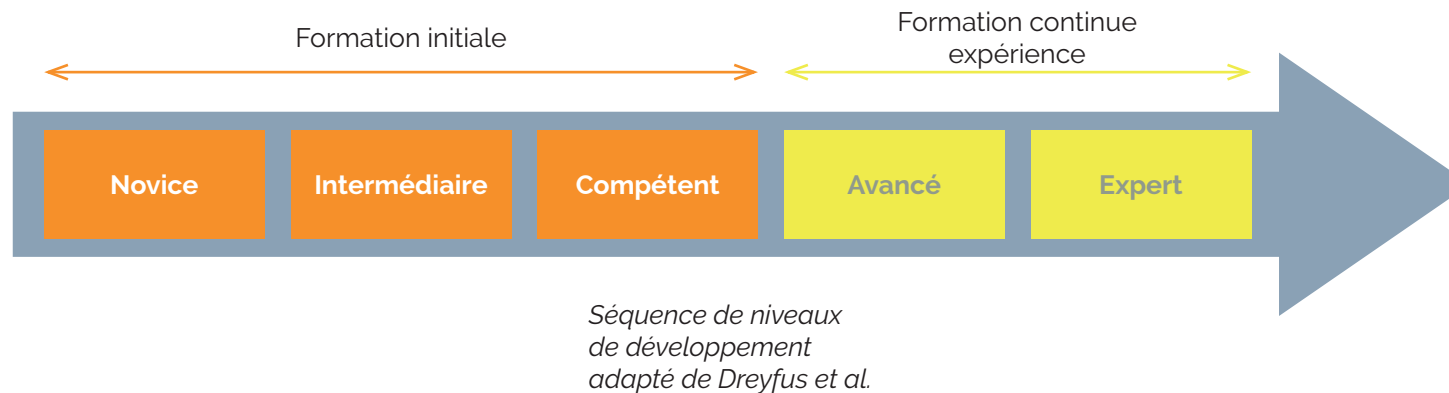 Formation initiale
Formation continue
expérience
Novice
Intermédiaire
Compétent
Avancé
Expert
Séquence de niveaux
de développement
adapté de Dreyfus et al.